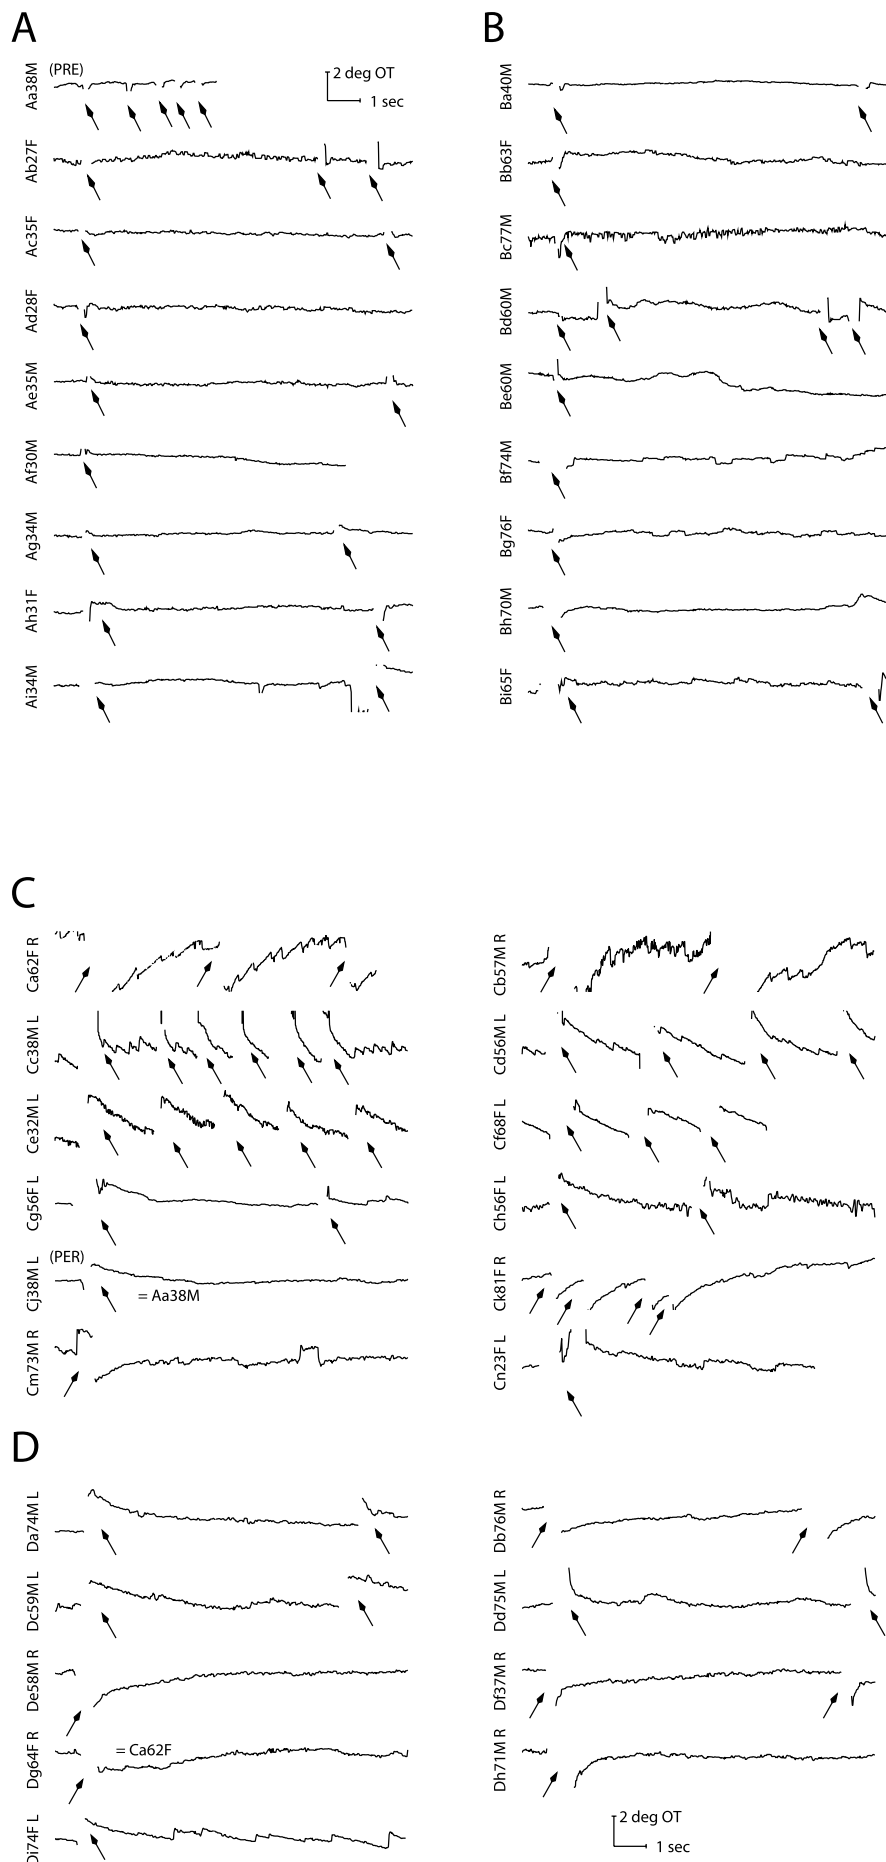 A
B
Aa38M
(PRE)
2 deg OT
1 sec
Ba40M
Ab27F
Bb63F
Ac35F
Bc77M
Ad28F
Bd60M
Ae35M
Be60M
Af30M
Bf74M
Ag34M
Bg76F
Ah31F
Bh70M
Ai34M
Bi65F
C
Ca62F R
Cb57M R
Cc38M L
Cd56M L
Ce32M L
Cf68F L
Cg56F L
Ch56F L
(PER)
Cj38M L
= Aa38M
Ck81F R
Cm73M R
Cn23F L
D
Da74M L
Db76M R
Dc59M L
Dd75M L
De58M R
Df37M R
Dg64F R
= Ca62F
Dh71M R
Di74F L
2 deg OT
1 sec